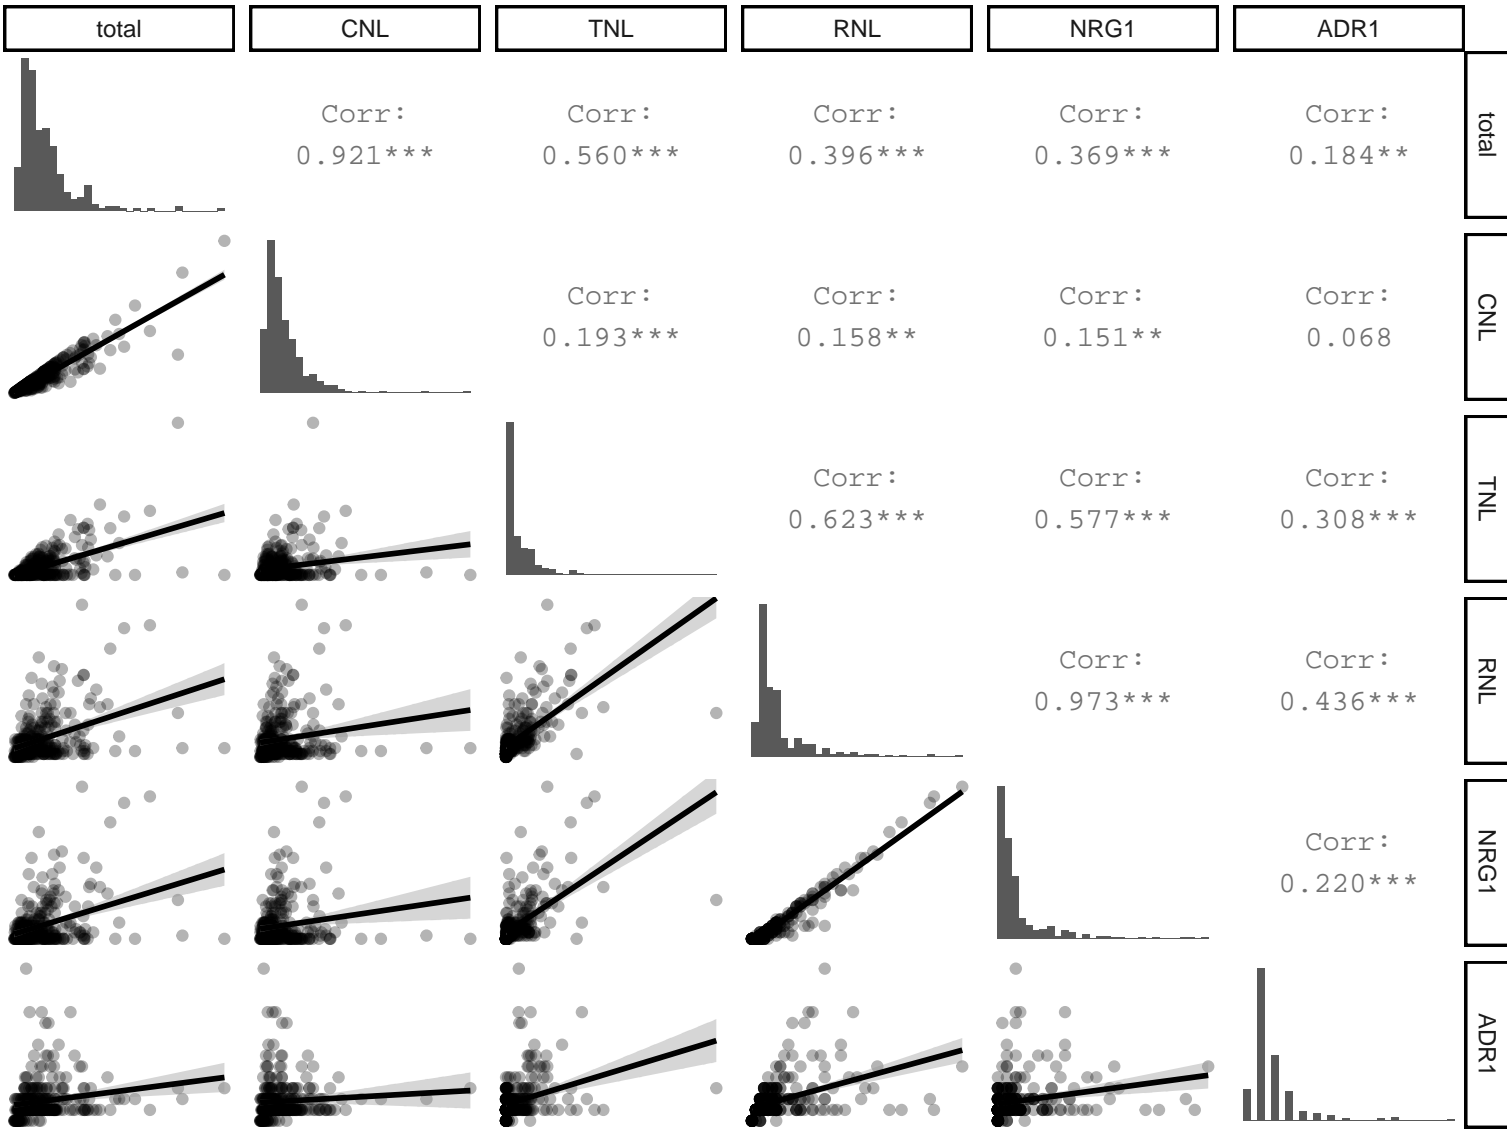 total CNL TNL RNL NRG1 ADR1
Corr: Corr: Corr: Corr: Corr:
0.921*** 0.560*** 0.396*** 0.369*** 0.184**
total
Corr: Corr: Corr: Corr:
0.193*** 0.158** 0.151** 0.068
CNL
Corr: Corr: Corr:
0.623*** 0.577*** 0.308***
TNL
Corr: Corr:
0.973*** 0.436***
RNL
Corr:
0.220***
NRG1
ADR1